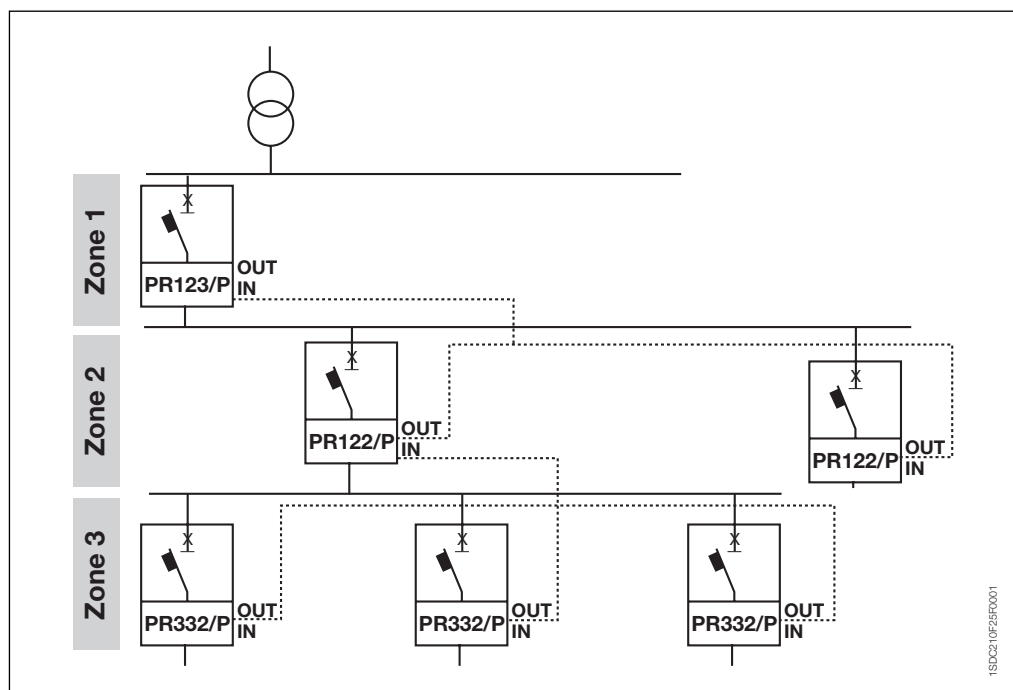 Zone 1
PR123/P
OUT
IN
Zone 2
PR122/P
OUT
IN
PR122/P
OUT
IN
Zone 3
PR332/P
OUT
IN
PR332/P
OUT
IN
PR332/P
OUT
IN
1SDC210F25F0001